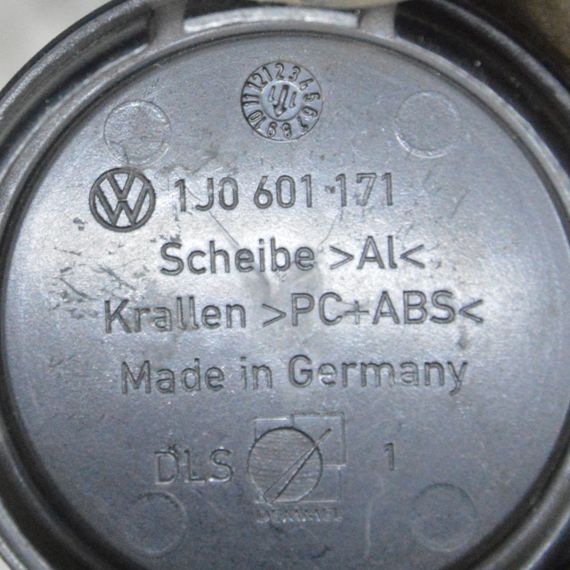 1J0 601 171
Scheibe >Al<
Krallen >PC+ABS<
Made in Germany
DLS 1